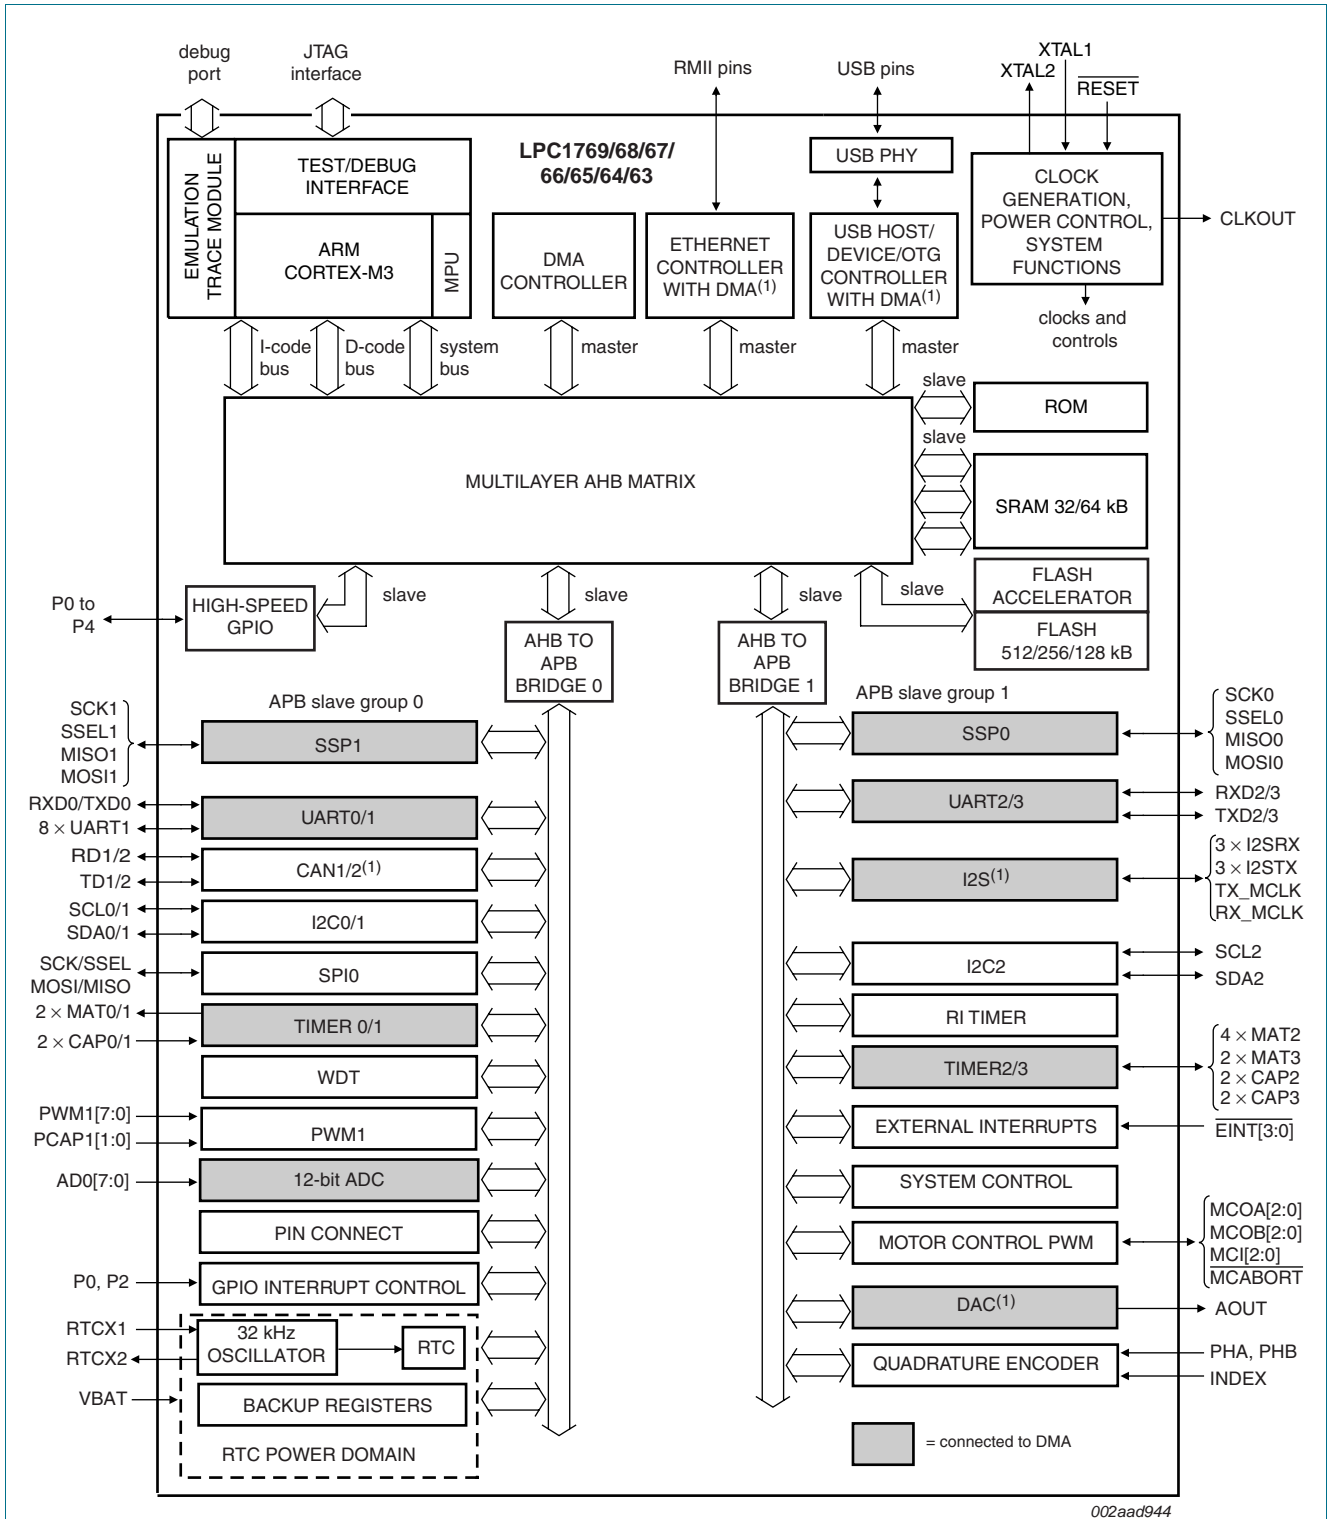 debug
port
JTAG
interface
RMII pins
USB pins
XTAL1
XTAL2
RESET
LPC1769/68/67/
66/65/64/63
EMULATION
TRACE MODULE
TEST/DEBUG
INTERFACE
ARM
CORTEX-M3
MPU
DMA
CONTROLLER
ETHERNET
CONTROLLER
WITH DMA(1)
USB PHY
USB HOST/
DEVICE/OTG
CONTROLLER
WITH DMA(1)
CLOCK
GENERATION,
POWER CONTROL,
SYSTEM
FUNCTIONS
CLKOUT
clocks and
controls
I-code
bus
D-code
bus
system
bus
master
master
master
slave
ROM
slave
MULTILAYER AHB MATRIX
SRAM 32/64 kB
P0 to
P4
HIGH-SPEED
GPIO
slave
slave
slave
slave
FLASH
ACCELERATOR
FLASH
512/256/128 kB
AHB TO
APB
BRIDGE 0
AHB TO
APB
BRIDGE 1
APB slave group 0
SCK1
SSEL1
MISO1
MOSI1
SSP1
RXD0/TXD0
8 × UART1
UART0/1
RD1/2
TD1/2
CAN1/2(1)
SCL0/1
SDA0/1
I2C0/1
SCK/SSEL
MOSI/MISO
SPI0
2 × MAT0/1
2 × CAP0/1
TIMER 0/1
WDT
PWM1[7:0]
PCAP1[1:0]
PWM1
AD0[7:0]
12-bit ADC
PIN CONNECT
P0, P2
GPIO INTERRUPT CONTROL
RTCX1
RTCX2
32 kHz
OSCILLATOR
RTC
VBAT
BACKUP REGISTERS
RTC POWER DOMAIN
APB slave group 1
SSP0
SCK0
SSEL0
MISO0
MOSI0
UART2/3
RXD2/3
TXD2/3
I2S(1)
3 × I2SRX
3 × I2STX
TX_MCLK
RX_MCLK
I2C2
SCL2
SDA2
RI TIMER
TIMER2/3
4 × MAT2
2 × MAT3
2 × CAP2
2 × CAP3
EXTERNAL INTERRUPTS
EINT[3:0]
SYSTEM CONTROL
MOTOR CONTROL PWM
MCOA[2:0]
MCOB[2:0]
MCI[2:0]
MCABORT
DAC(1)
AOUT
QUADRATURE ENCODER
PHA, PHB
INDEX
= connected to DMA
002aad944